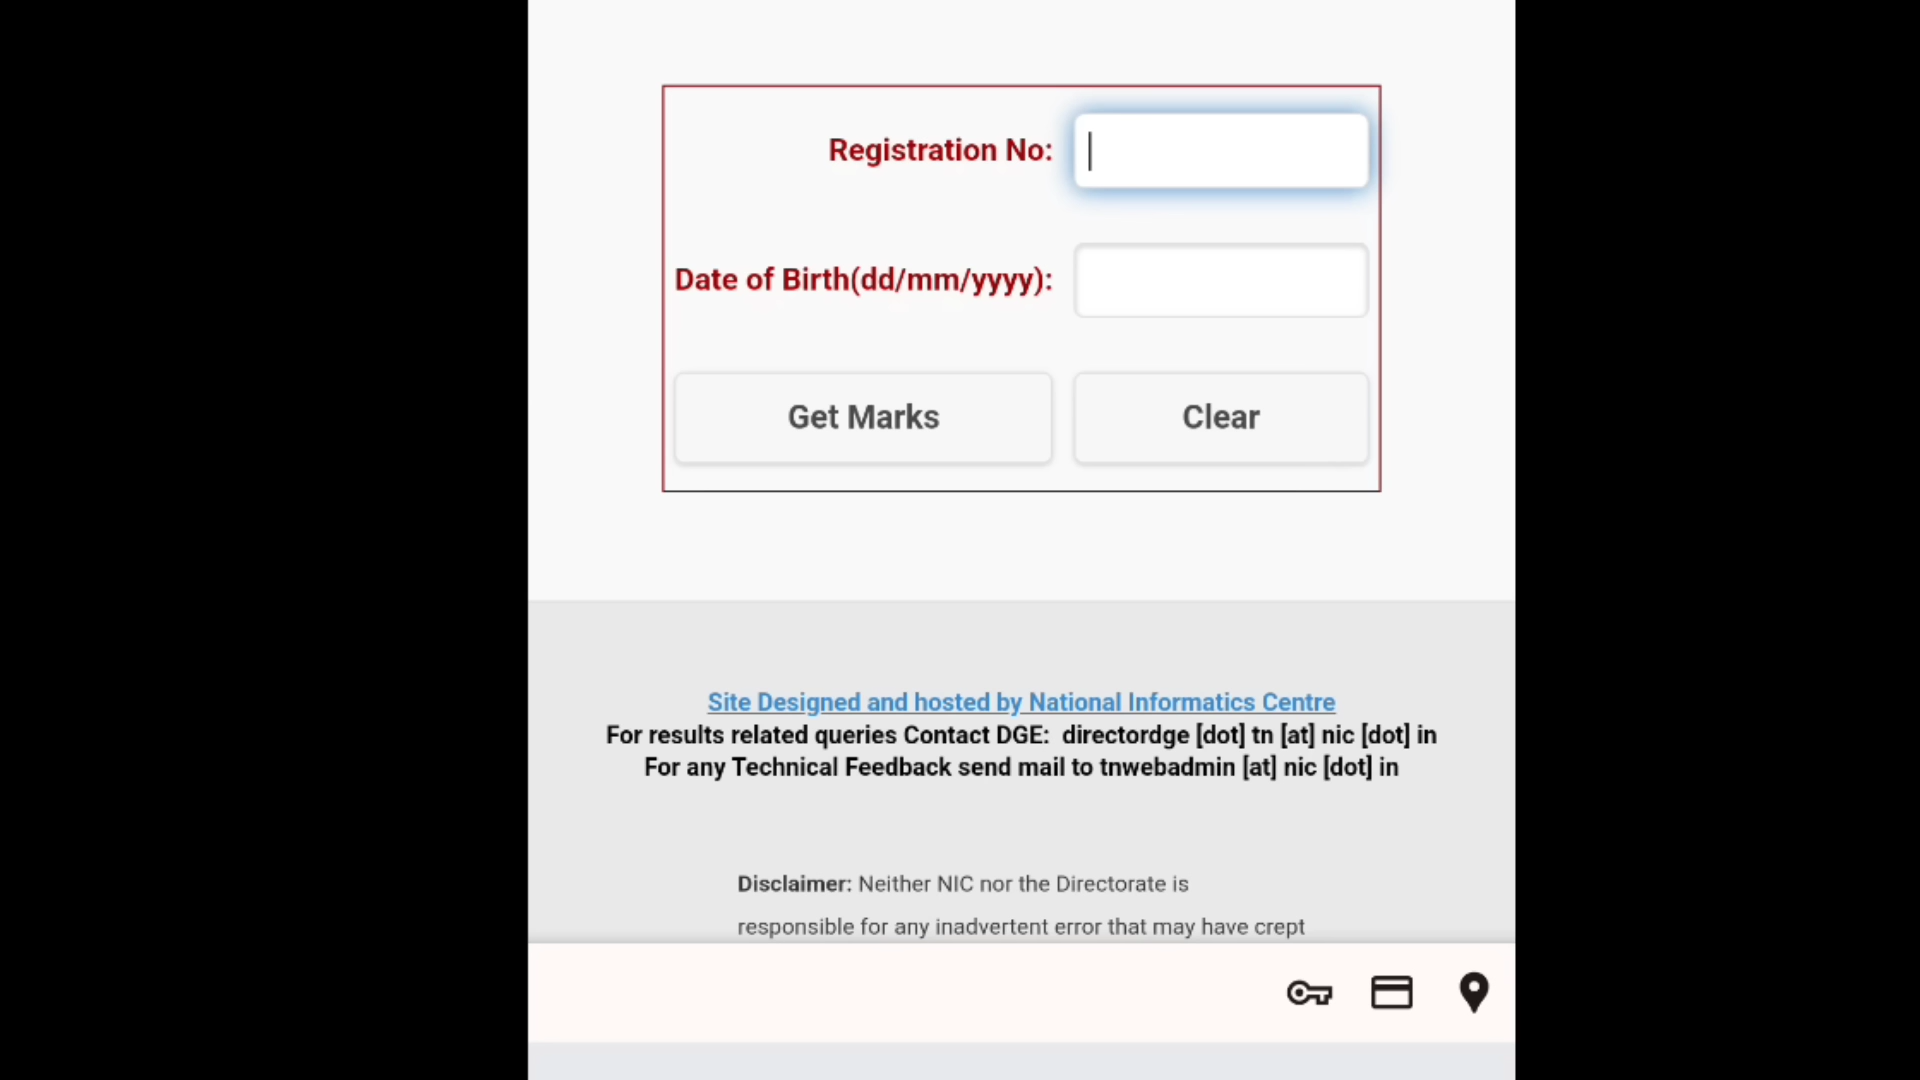 Registration No:
Date of Birth(dd/mm/yyyy):
Get Marks
Clear
Site Designed and hosted by National Informatics Centre
For results related queries Contact DGE: directordge [dot] tn [at] nic [dot] in
For any Technical Feedback send mail to tnwebadmin [at] nic [dot] in
Disclaimer: Neither NIC nor the Directorate is
responsible for any inadvertent error that may have crept